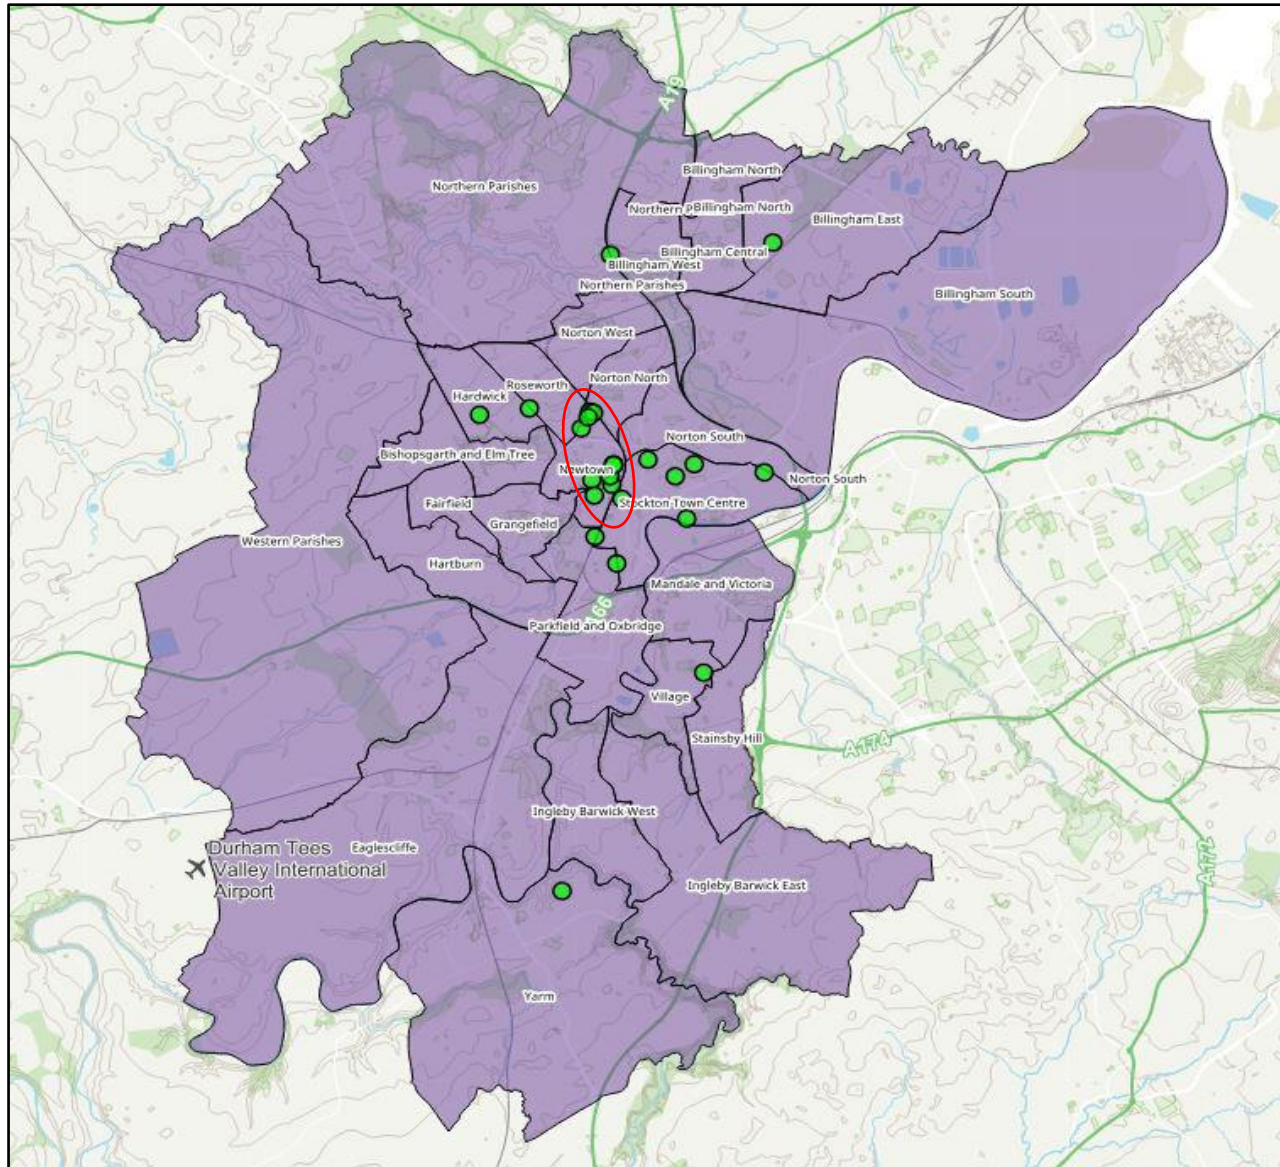 A19
Billingham North
Northern Parishes
Northern P
Billingham North
Billingham East
Billingham Central
Billingham West
Northern Parishes
Billingham South
Norton West
Norton North
Roseworth
Hardwick
Norton South
Bishopsgarth and Elm Tree
Newtown
Norton South
Fairfield
Stockton Town Centre
Grangefield
Western Parishes
Hartburn
Mandale and Victoria
A66
Parkfield and Oxbridge
Village
Stainsby Hill
A174
Ingleby Barwick West
Durham Tees
Valley International
Airport
Eaglescliffe
A172
Ingleby Barwick East
Yarm